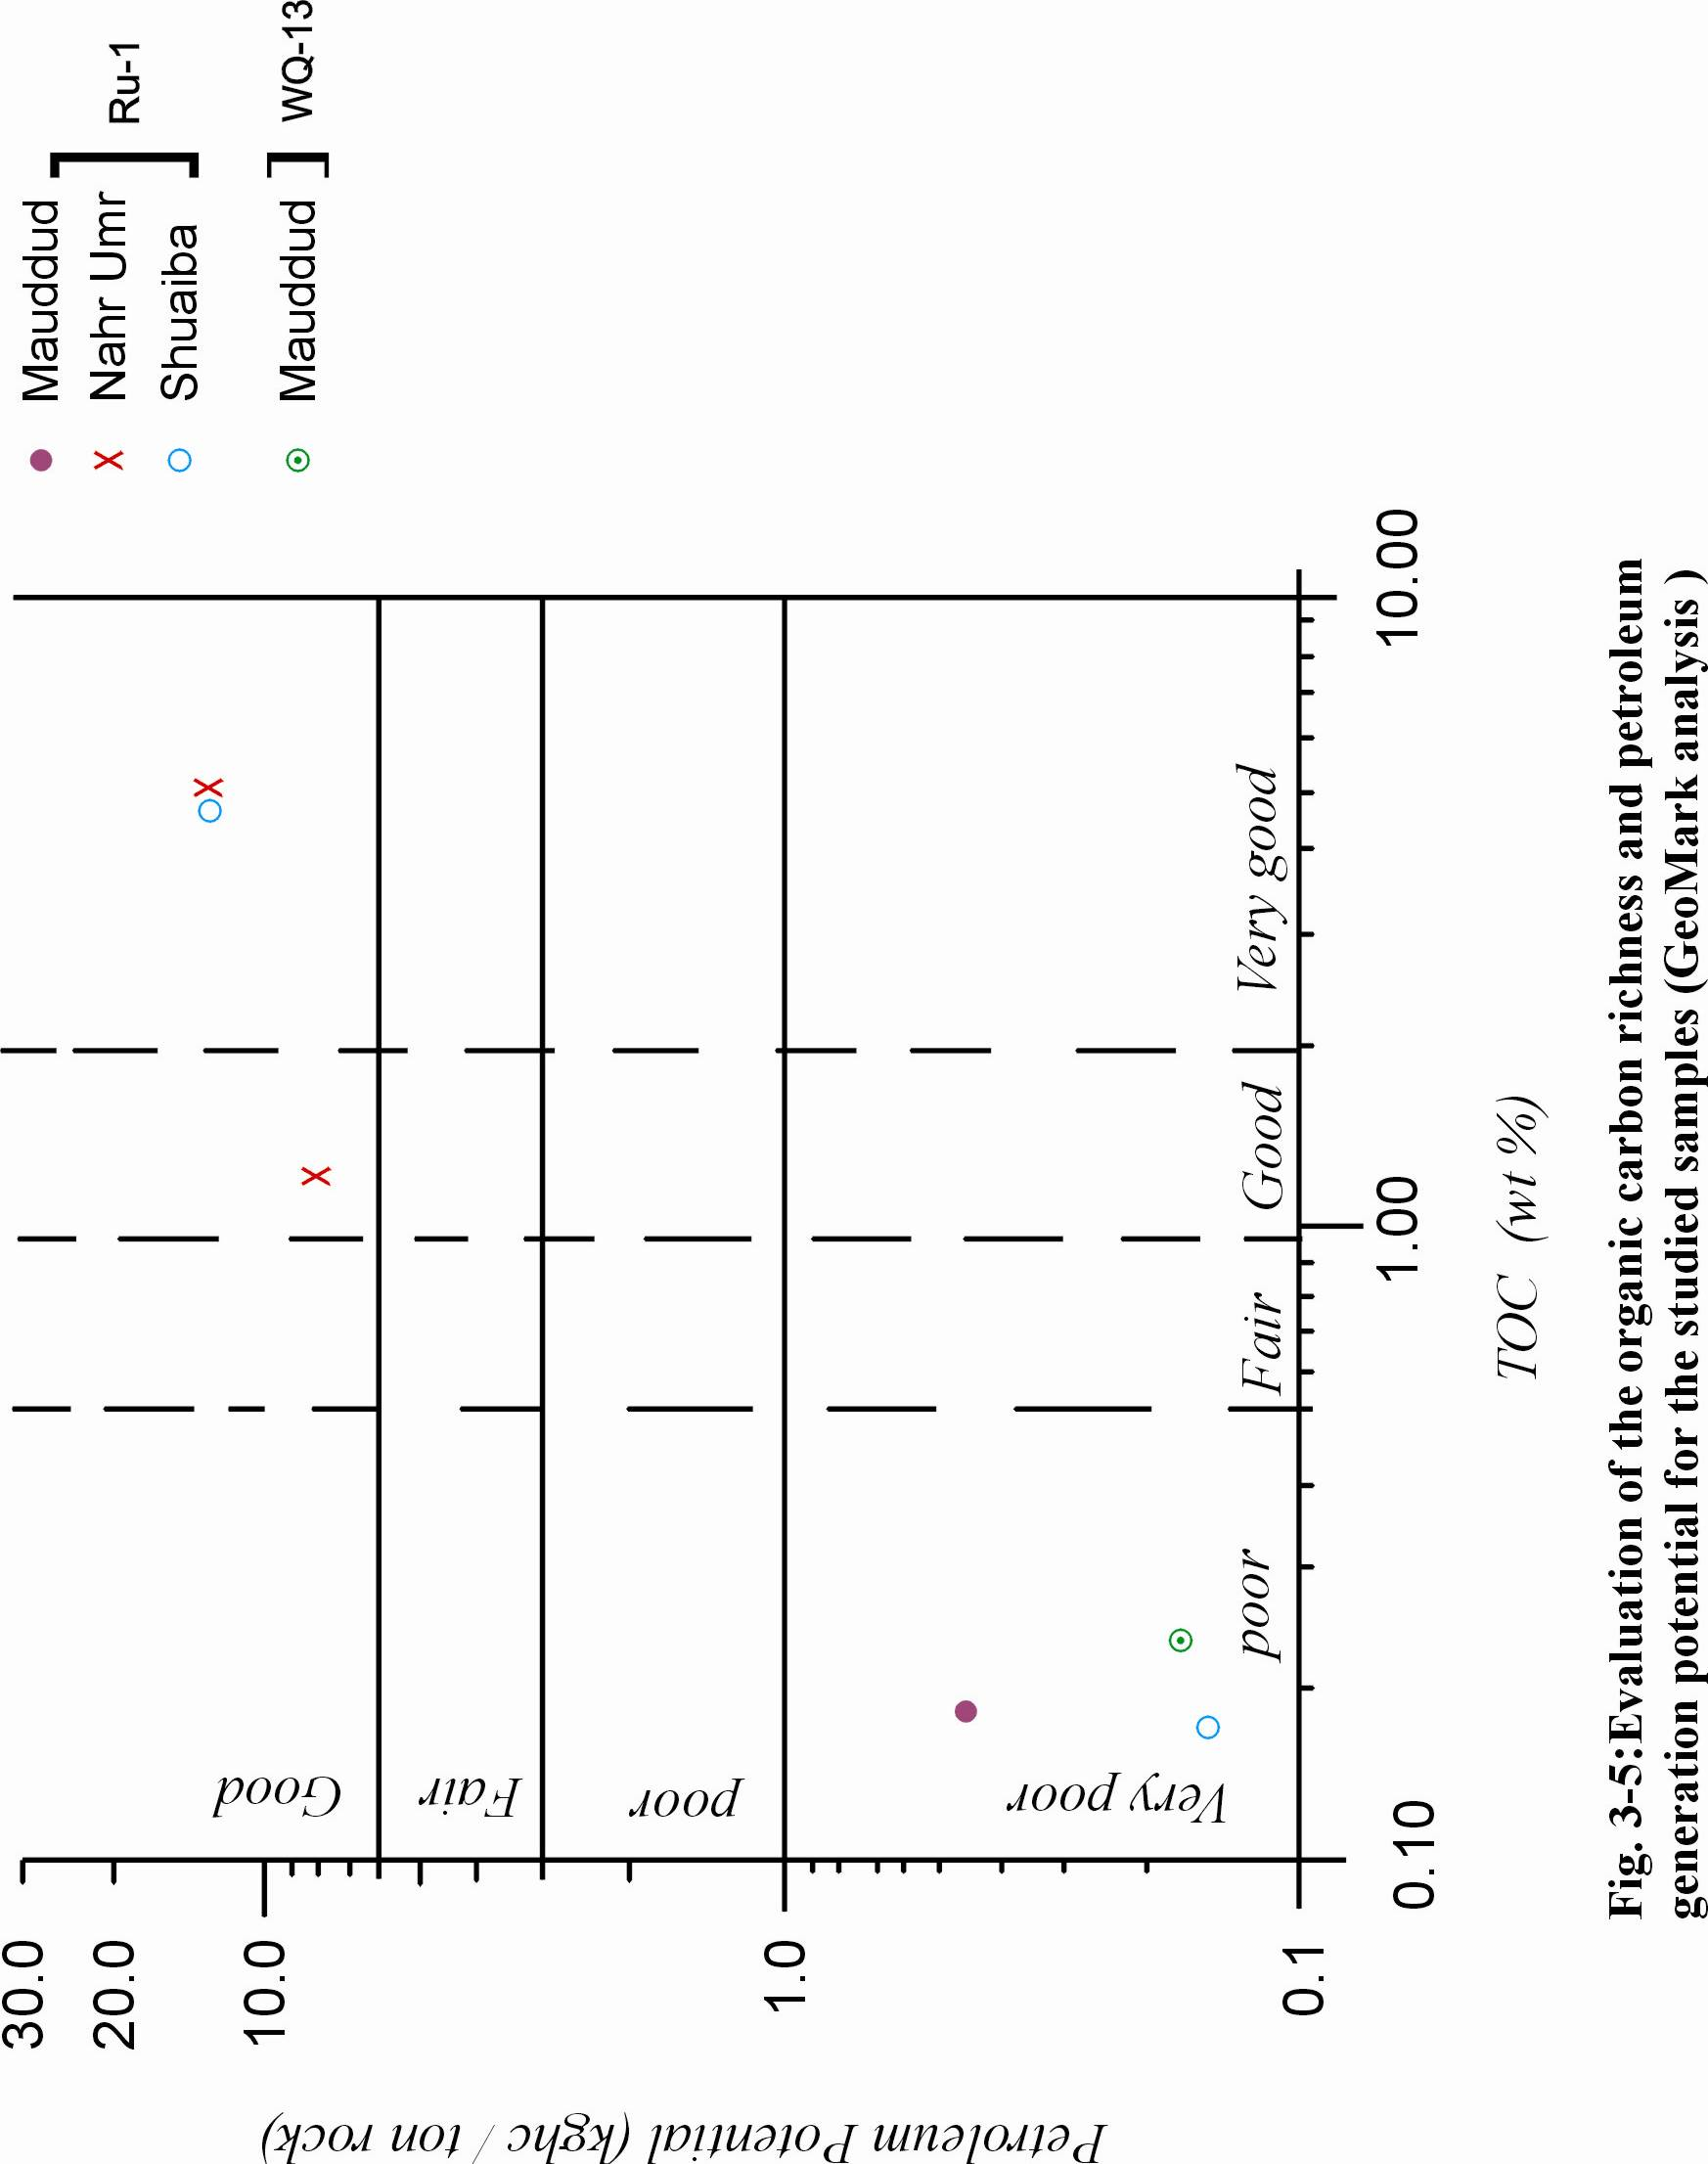 Mauddud
Nahr Umr
Shuaiba
Ru-1
Mauddud
WQ-13
Petroleum Potential (kghc / ton rock)
30.0
20.0
10.0
1.0
0.1
Good
Fair
poor
Very poor
poor
Fair
Good
Very good
0.10
1.00
10.00
TOC (wt %)
Fig. 3-5:Evaluation of the organic carbon richness and petroleum
generation potential for the studied samples (GeoMark analysis )